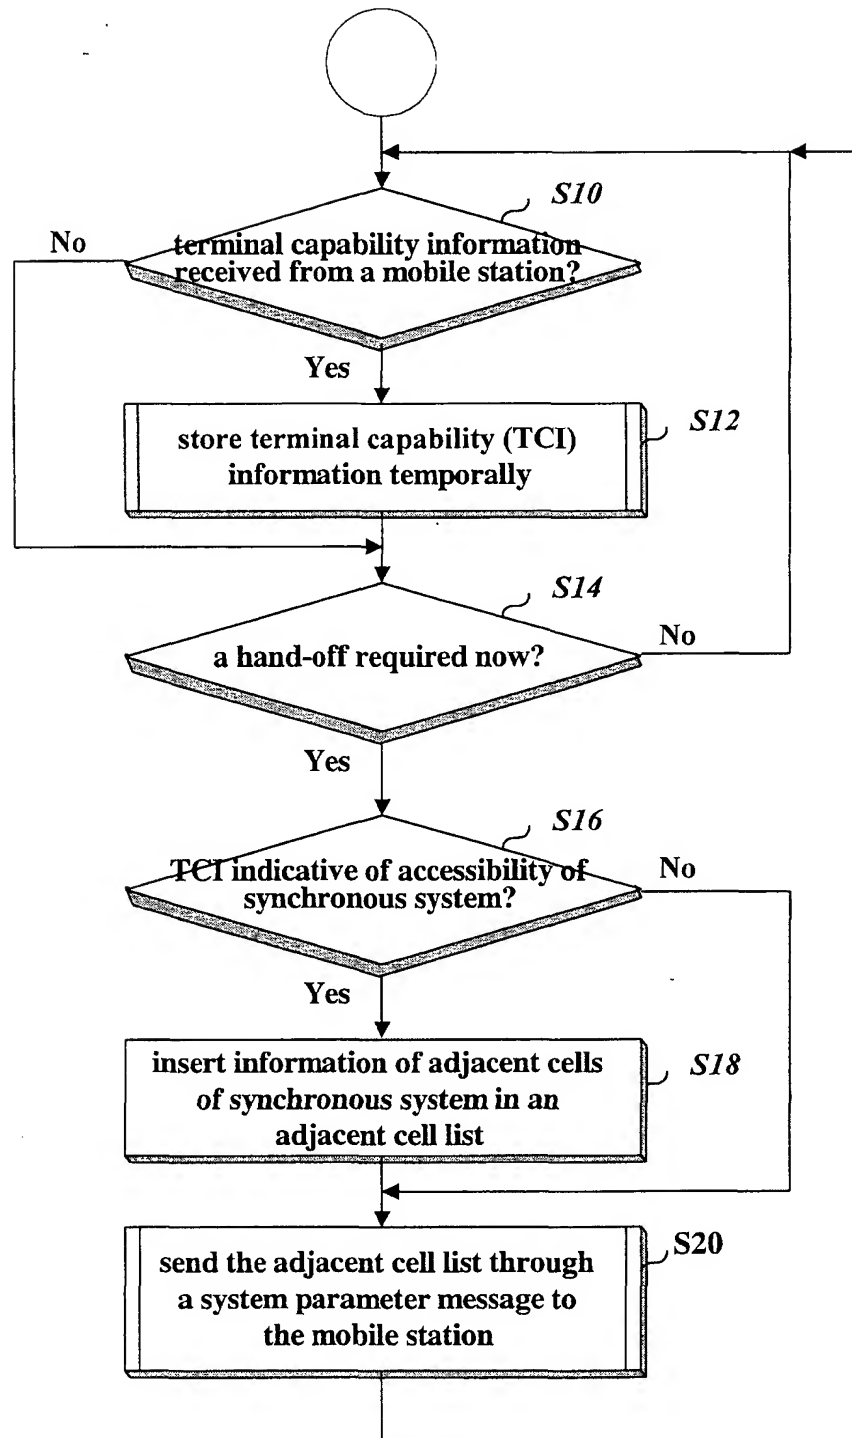 S10
No
terminal capability information
received from a mobile station?
Yes
S12
store terminal capability (TCI)
information temporally
S14
No
a hand-off required now?
Yes
S16
TCI indicative of accessibility of
synchronous system?
No
Yes
insert information of adjacent cells
of synchronous system in an
adjacent cell list
S18
S20
send the adjacent cell list through
a system parameter message to
the mobile station